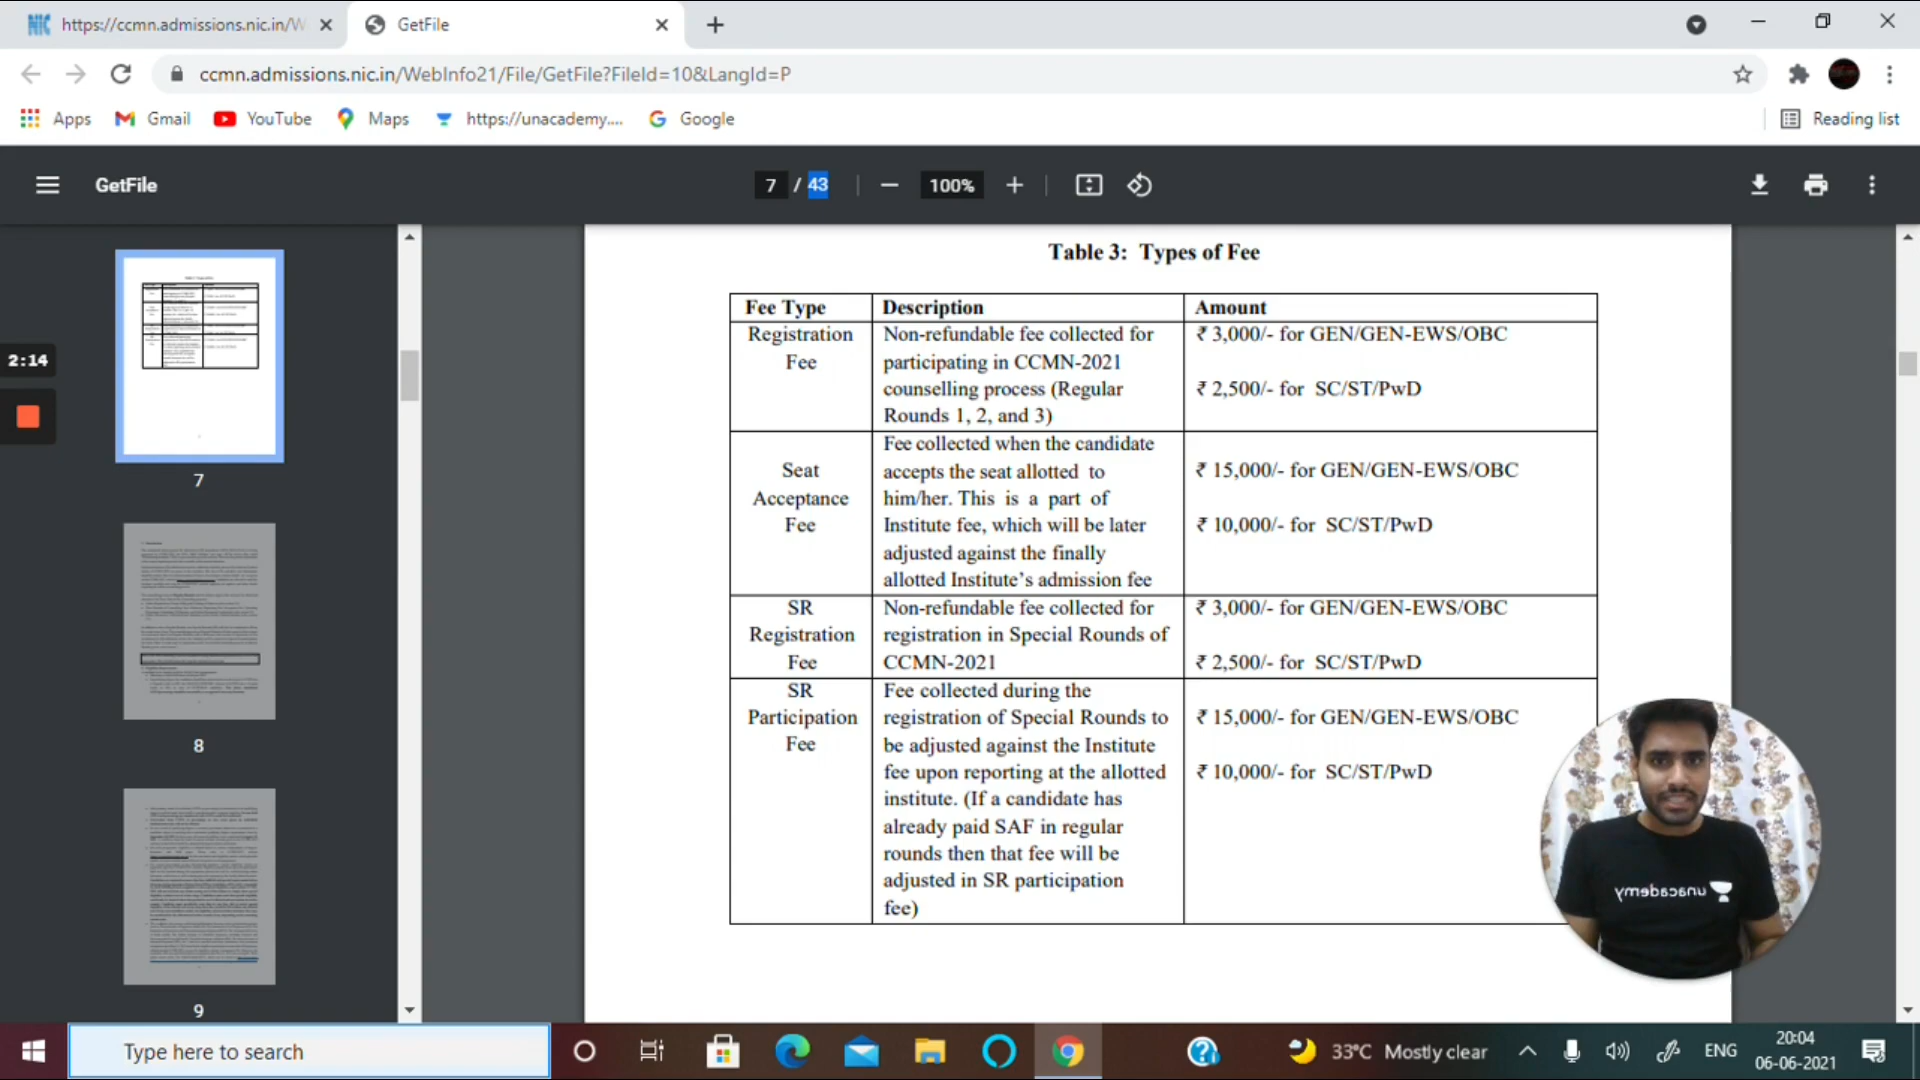 https://ccmn.admissions.nic.in/W
GetFile
ccmn.admissions.nic.in/WebInfo21/File/GetFile?FileId=10&LangId=P
Apps
Gmail
YouTube
Maps
https://unacademy....
Google
Reading list
GetFile
7 / 43
100%
2:14
7
8
9
Table 3: Types of Fee
Fee Type
Description
Amount
Registration
Fee
Non-refundable fee collected for
participating in CCMN-2021
counselling process (Regular
Rounds 1, 2, and 3)
₹ 3,000/- for GEN/GEN-EWS/OBC
₹ 2,500/- for SC/ST/PwD
Seat
Acceptance
Fee
Fee collected when the candidate
accepts the seat allotted to
him/her. This is a part of
Institute fee, which will be later
adjusted against the finally
allotted Institute's admission fee
₹ 15,000/- for GEN/GEN-EWS/OBC
₹ 10,000/- for SC/ST/PwD
SR
Registration
Fee
Non-refundable fee collected for
registration in Special Rounds of
CCMN-2021
₹ 3,000/- for GEN/GEN-EWS/OBC
₹ 2,500/- for SC/ST/PwD
SR
Participation
Fee
Fee collected during the
registration of Special Rounds to
be adjusted against the Institute
fee upon reporting at the allotted
institute. (If a candidate has
already paid SAF in regular
rounds then that fee will be
adjusted in SR participation
fee)
₹ 15,000/- for GEN/GEN-EWS/OBC
₹ 10,000/- for SC/ST/PwD
unacademy
Type here to search
33°C Mostly clear
ENG
20:04
06-06-2021